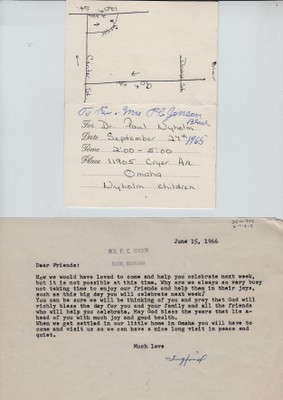 To Rev. & Mrs P.C. Jensen
Blair
For Dr. Paul Nyholm
Date September 27th 1965
Time 2:00 - 5:00
Place 11905 Cryer Ave
Omaha
Nyholm children
June 15, 1966
BLAIR, NEBRASKA
Dear Friends:
How we would have loved to come and help you celebrate next week,
but it is not possible at this time. Why are we always so very busy
not taking time to enjoy our friends and help them in their joys,
such as this big day you will celebrate next week?
You can be sure we will be thinking of you and pray that God will
richly bless the day for you and your family and all the friends
who will help you celebrate. May God bless the years that lie a-
head of you with much joy and good health.
When we get settled in our little home in Omaha you will have to
come and visit us so we can have a nice long visit in peace and
quiet.
Much love